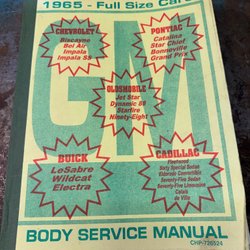 1965 - Full Size Cars
CHEVROLET
Biscayne
Bel Air
Impala
Impala SS
PONTIAC
Catalina
Star Chief
Bonneville
Grand Prix
OLDSMOBILE
Jet Star
Dynamic 88
Starfire
Ninety-Eight
BUICK
LeSabre
Wildcat
Electra
CADILLAC
Fleetwood
Sixty Special Sedan
Eldorado Convertible
Seventy-Five Sedan
Seventy-Five Limousine
Calais
de Ville
BODY SERVICE MANUAL